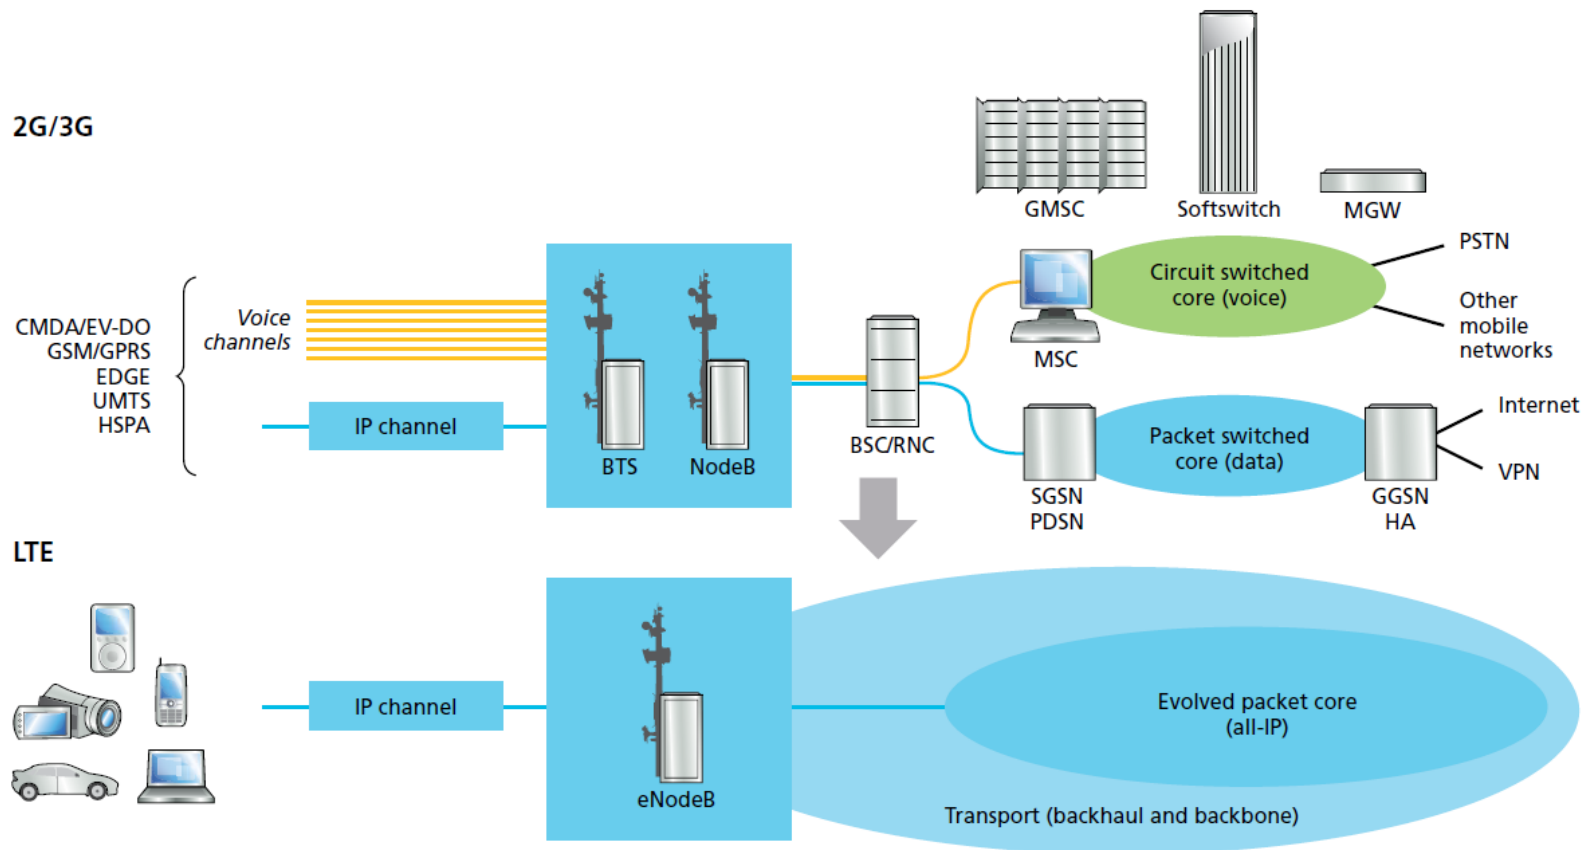 2G/3G
GMSC
Softswitch
MGW
PSTN
Circuit switched
core (voice)
Other
mobile
networks
MSC
CMDA/EV-DO
GSM/GPRS
EDGE
UMTS
HSPA
Voice
channels
IP channel
BTS
NodeB
BSC/RNC
Packet switched
core (data)
Internet
VPN
SGSN
PDSN
GGSN
HA
LTE
IP channel
eNodeB
Evolved packet core
(all-IP)
Transport (backhaul and backbone)